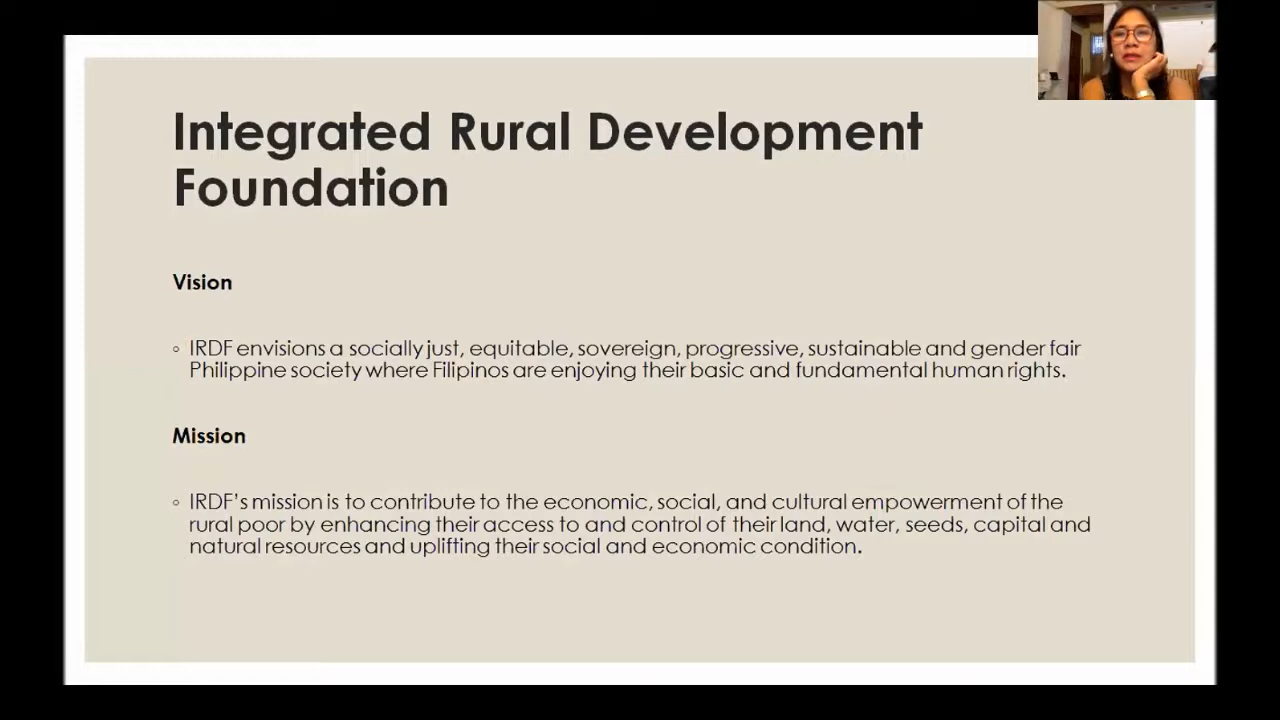 Integrated Rural Development
Foundation
Vision
◦ IRDF envisions a socially just, equitable, sovereign, progressive, sustainable and gender fair
Philippine society where Filipinos are enjoying their basic and fundamental human rights.
Mission
◦ IRDF's mission is to contribute to the economic, social, and cultural empowerment of the
rural poor by enhancing their access to and control of their land, water, seeds, capital and
natural resources and uplifting their social and economic condition.